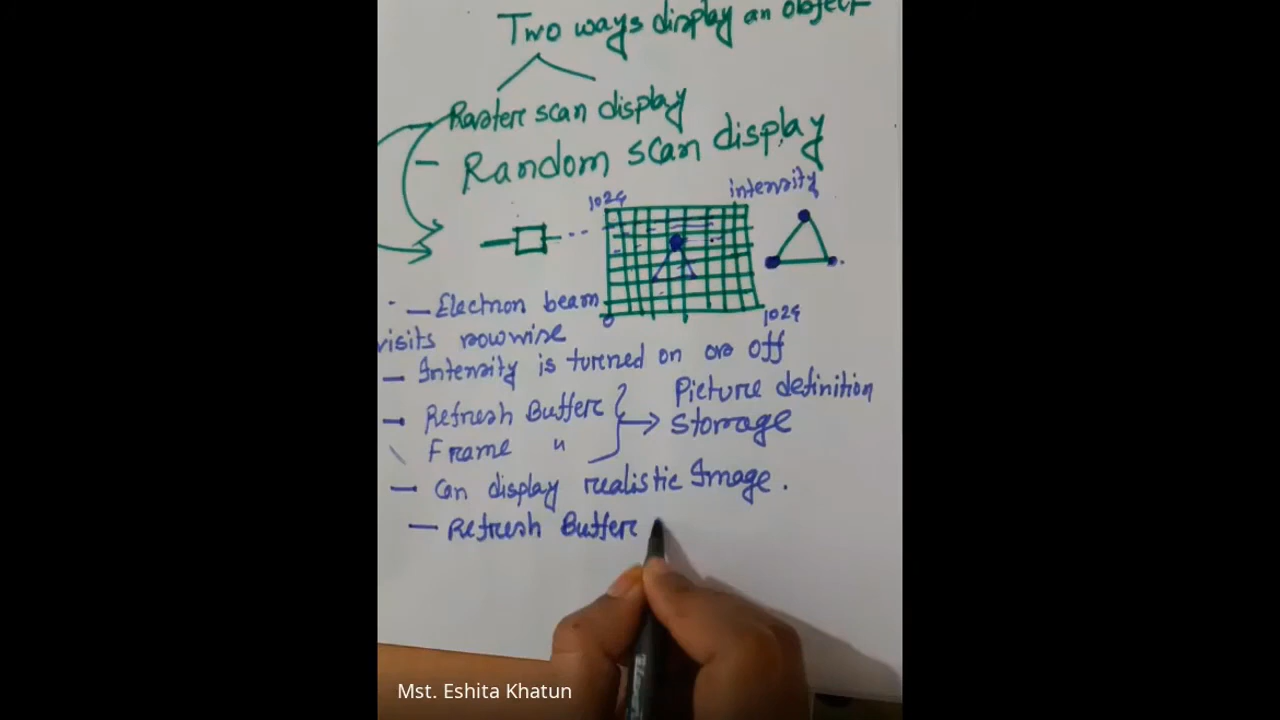 Two ways display an object
Raster scan display
- Random scan display
1024
intensity
- Electron beam
0
1024
visits rowwise
- Intensity is turned on or off
- Refresh Buffer
Frame "
Picture definition
storage
- Can display realistic Image.
- Refresh Buffer
Mst. Eshita Khatun